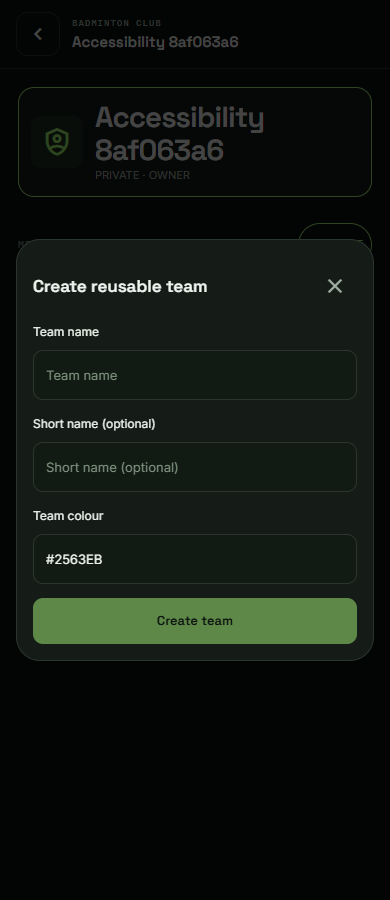 BADMINTON CLUB
Accessibility 8af063a6
Accessibility
8af063a6
PRIVATE · OWNER
Create reusable team
Team name
Team name
Short name (optional)
Short name (optional)
Team colour
#2563EB
Create team